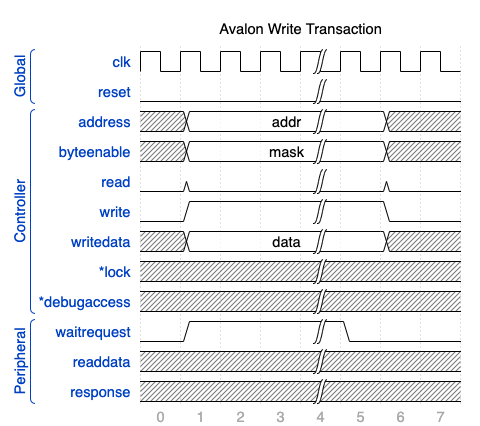 Avalon Write Transaction
Global
clk
reset
Controller
address addr
byteenable mask
read
write
writedata data
*lock
*debugaccess
Peripheral
waitrequest
readdata
response
0 1 2 3 4 5 6 7